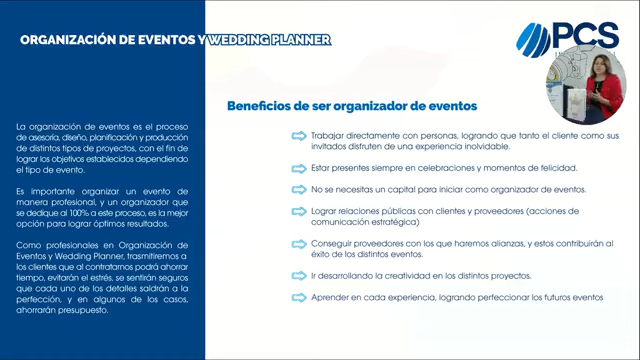 ORGANIZACIÓN DE EVENTOS Y WEDDING PLANNER
PCS
La organización de eventos es el proceso
de asesoría, diseño, planificación y producción
de distintos tipos de proyectos, con el fin de
lograr los objetivos establecidos dependiendo
el tipo de evento.
Es importante organizar un evento de
manera profesional, y un organizador que
se dedique al 100% a este proceso, es la mejor
opción para lograr óptimos resultados.
Como profesionales en Organización de
Eventos y Wedding Planner, trasmitiremos a
los clientes que al contratarnos podrá ahorrar
tiempo, evitarán el estrés, se sentirán seguros
que cada uno de los detalles saldrán a la
perfección, y en algunos de los casos,
ahorrarán presupuesto.
Beneficios de ser organizador de eventos
Trabajar directamente con personas, logrando que tanto el cliente como sus
invitados disfruten de una experiencia inolvidable.
Estar presentes siempre en celebraciones y momentos de felicidad.
No se necesitas un capital para iniciar como organizador de eventos.
Lograr relaciones públicas con clientes y proveedores (acciones de
comunicación estratégica)
Conseguir proveedores con los que haremos alianzas, y estos contribuirán al
éxito de los distintos eventos.
Ir desarrollando la creatividad en los distintos proyectos.
Aprender en cada experiencia, logrando perfeccionar los futuros eventos